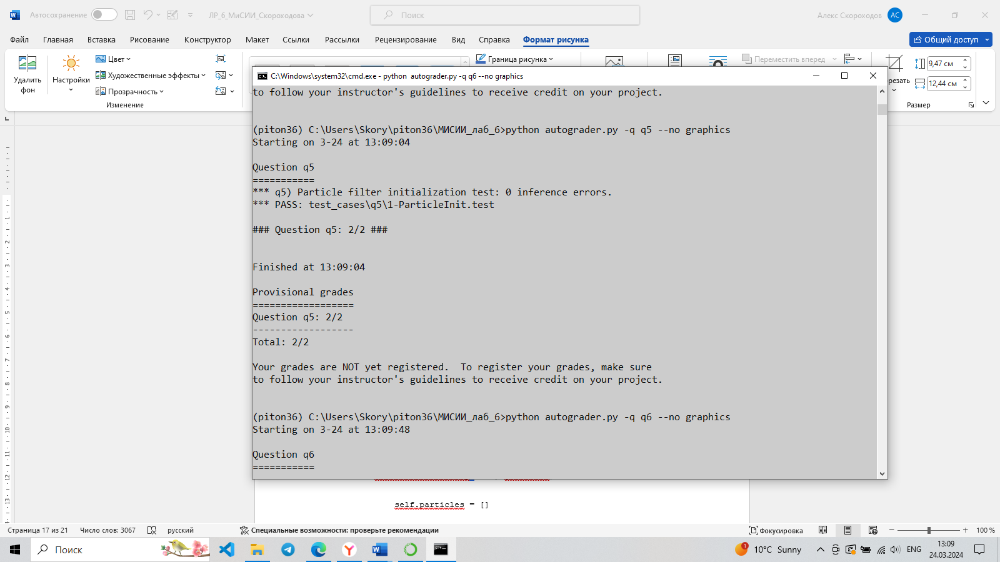 Автосохранение
ЛР_6_МиСИИ_Скороходова
Поиск
Алекс Скороходов
АС
Файл
Главная
Вставка
Рисование
Конструктор
Макет
Ссылки
Рассылки
Рецензирование
Вид
Справка
Формат рисунка
Общий доступ
Удалить фон
Настройки
Цвет
Художественные эффекты
Прозрачность
Изменение
Граница рисунка
Переместить вперед
резать
9,47 см
12,44 см
Размер
C:\Windows\system32\cmd.exe - python autograder.py -q q6 --no graphics
to follow your instructor's guidelines to receive credit on your project.
(piton36) C:\Users\Skory\piton36\МИСИИ_лаб_6>python autograder.py -q q5 --no graphics
Starting on 3-24 at 13:09:04
Question q5
===========
*** q5) Particle filter initialization test: 0 inference errors.
*** PASS: test_cases\q5\1-ParticleInit.test
### Question q5: 2/2 ###
Finished at 13:09:04
Provisional grades
==================
Question q5: 2/2
------------------
Total: 2/2
Your grades are NOT yet registered.  To register your grades, make sure
to follow your instructor's guidelines to receive credit on your project.
(piton36) C:\Users\Skory\piton36\МИСИИ_лаб_6>python autograder.py -q q6 --no graphics
Starting on 3-24 at 13:09:48
Question q6
===========
self.particles = []
Страница 17 из 21
Число слов: 3067
русский
Специальные возможности: проверьте рекомендации
Фокусировка
100 %
Поиск
1
10°C Sunny
ENG
13:09
24.03.2024